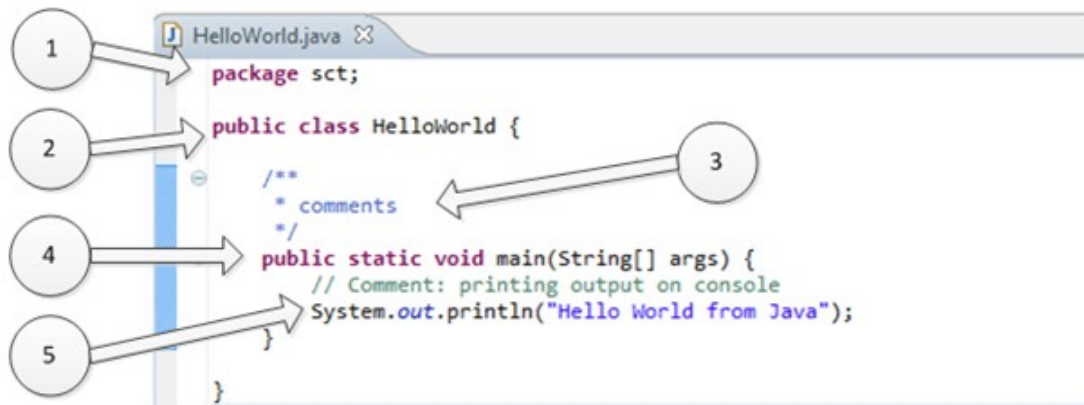 HelloWorld.java
1
package sct;
2
public class HelloWorld {
3
/**
* comments
*/
4
public static void main(String[] args) {
// Comment: printing output on console
5
System.out.println("Hello World from Java");
}
}